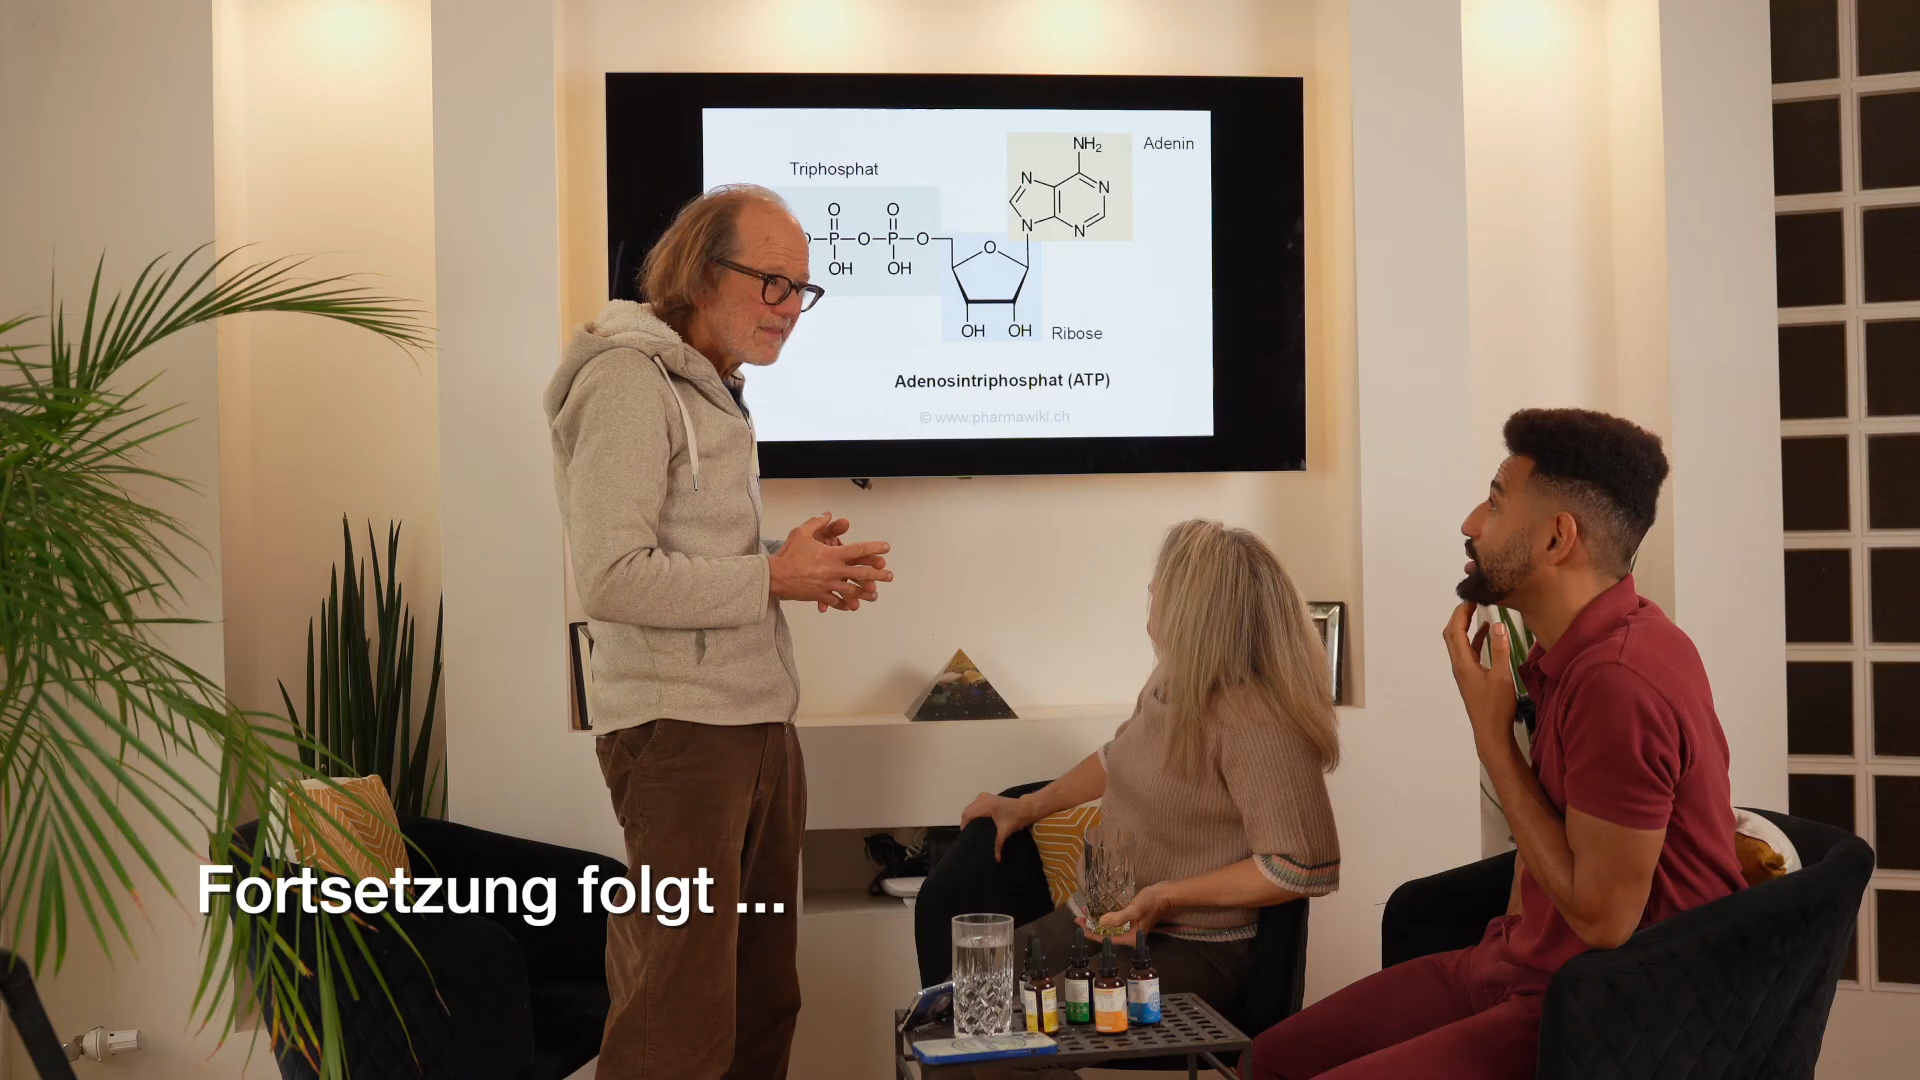 NH2
Adenin
Triphosphat
N
N
N
N
O
O
P
O
P
O
O
OH
OH
OH
OH
Ribose
Adenosintriphosphat (ATP)
© www.pharmawiki.ch
Fortsetzung folgt ...